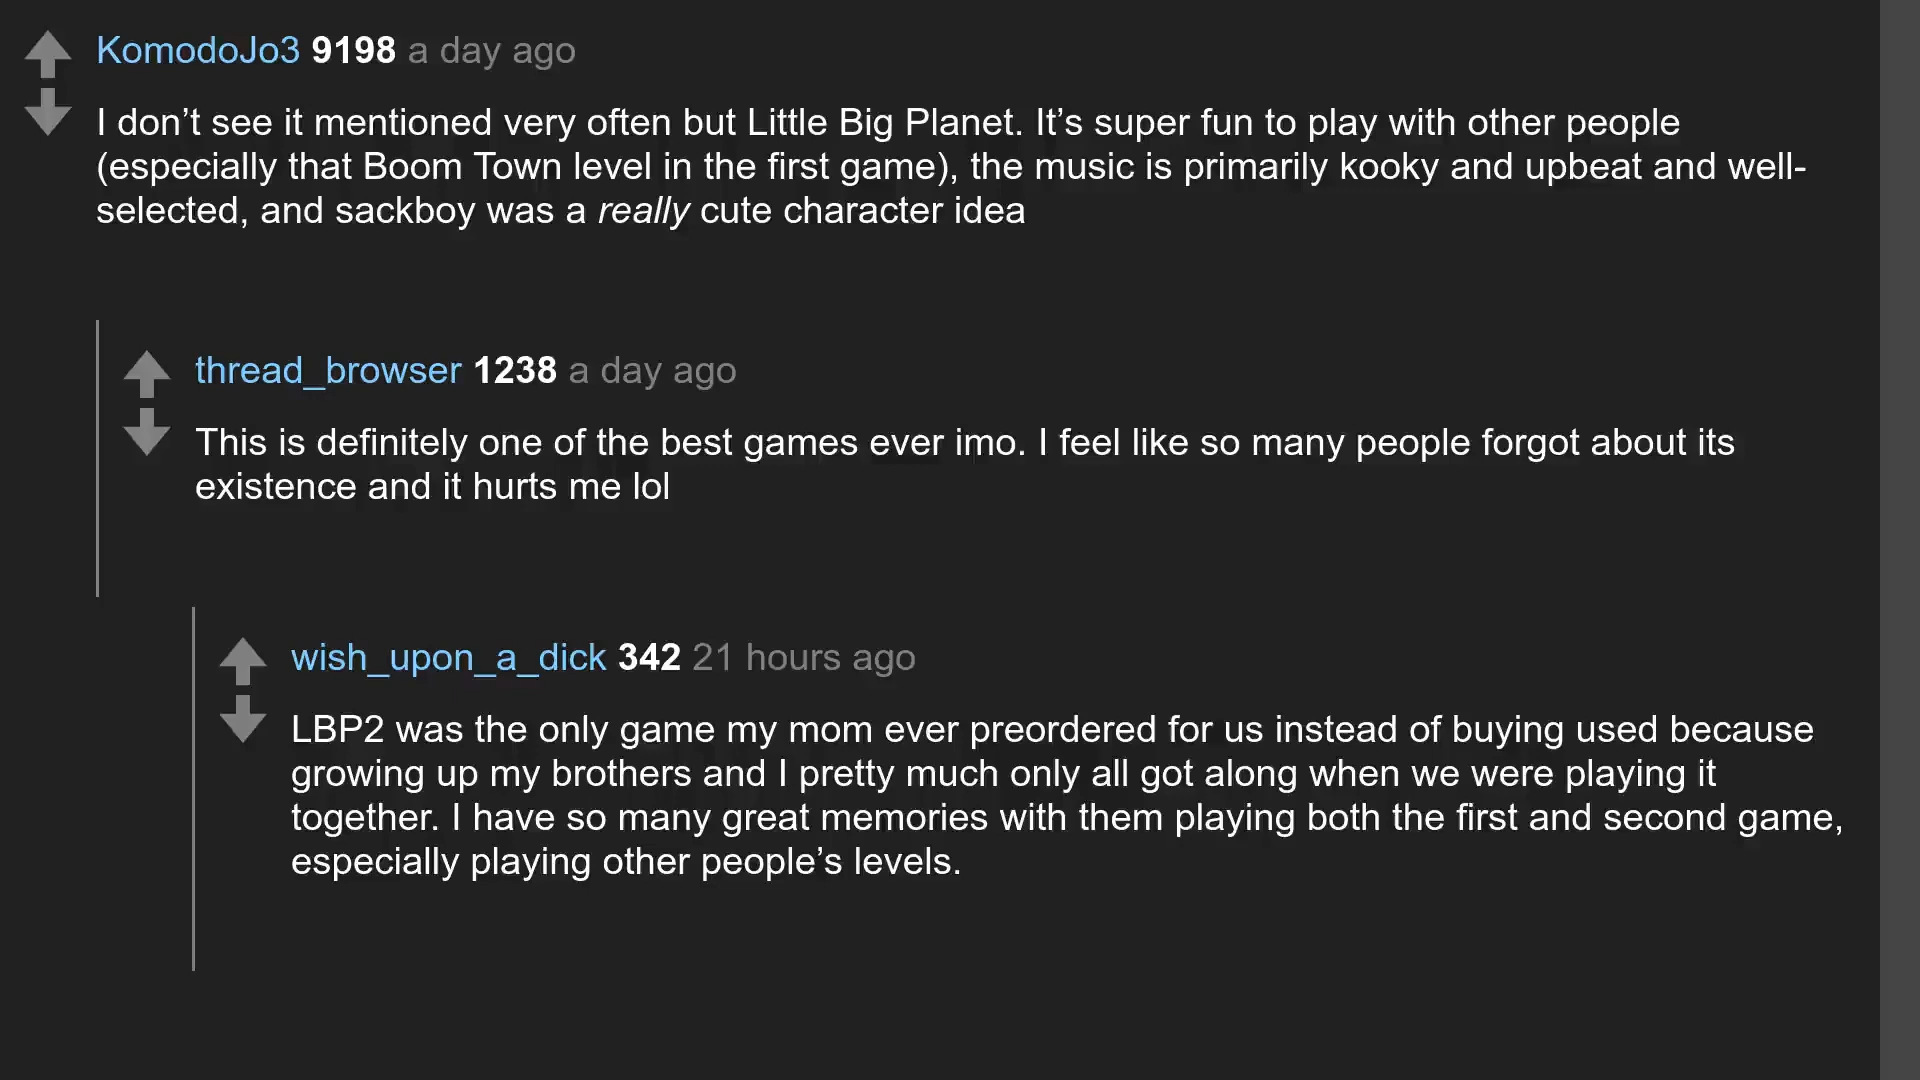 KomodoJo3 9198 a day ago
I don’t see it mentioned very often but Little Big Planet. It’s super fun to play with other people
(especially that Boom Town level in the first game), the music is primarily kooky and upbeat and well-
selected, and sackboy was a really cute character idea
thread_browser 1238 a day ago
This is definitely one of the best games ever imo. I feel like so many people forgot about its
existence and it hurts me lol
wish_upon_a_dick 342 21 hours ago
LBP2 was the only game my mom ever preordered for us instead of buying used because
growing up my brothers and I pretty much only all got along when we were playing it
together. I have so many great memories with them playing both the first and second game,
especially playing other people’s levels.